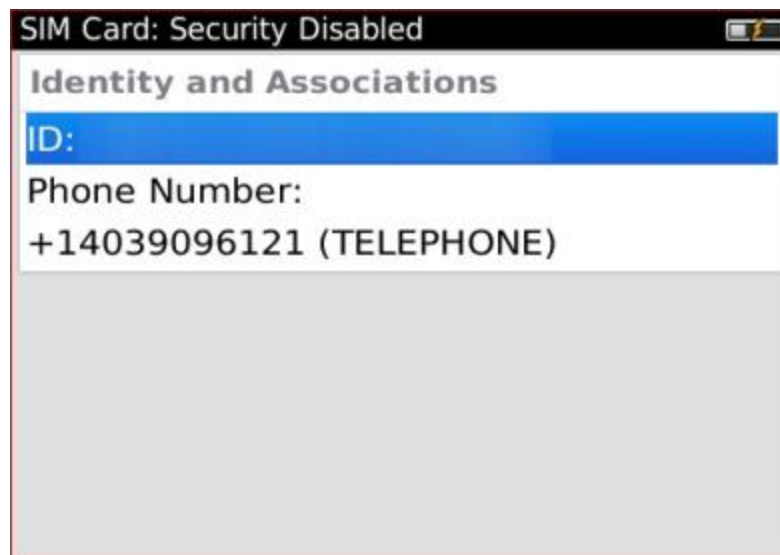 SIM Card: Security Disabled
Identity and Associations
ID:
Phone Number:
+14039096121 (TELEPHONE)